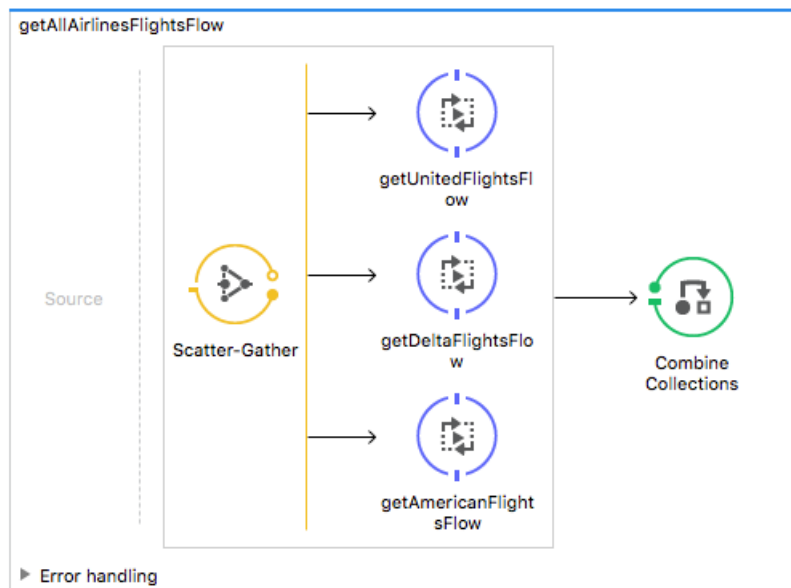 getAllAirlinesFlightsFlow
getUnitedFlightsFl
ow
Source
Scatter-Gather
getDeltaFlightsFlo
w
Combine
Collections
getAmericanFlight
sFlow
Error handling